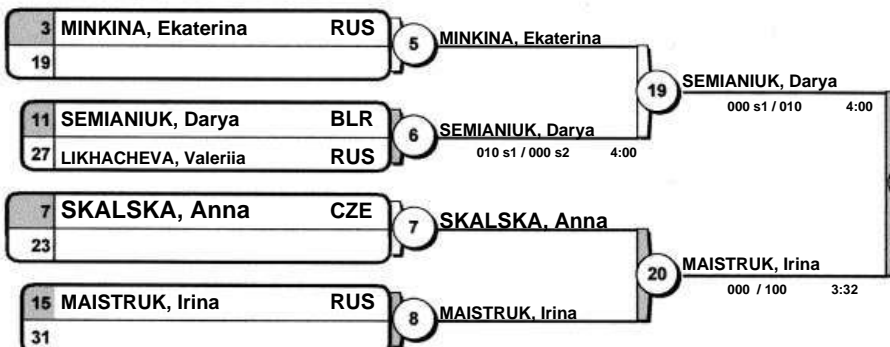 3 MINKINA, Ekaterina RUS
19
5
MINKINA, Ekaterina
11 SEMIANIUK, Darya BLR
27 LIKHACHEVA, Valeriia RUS
6
SEMIANIUK, Darya
010 s1 / 000 s2 4:00
19
SEMIANIUK, Darya
000 s1 / 010 4:00
7 SKALSKA, Anna CZE
23
7
SKALSKA, Anna
15 MAISTRUK, Irina RUS
31
8
MAISTRUK, Irina
20
MAISTRUK, Irina
000 / 100 3:32